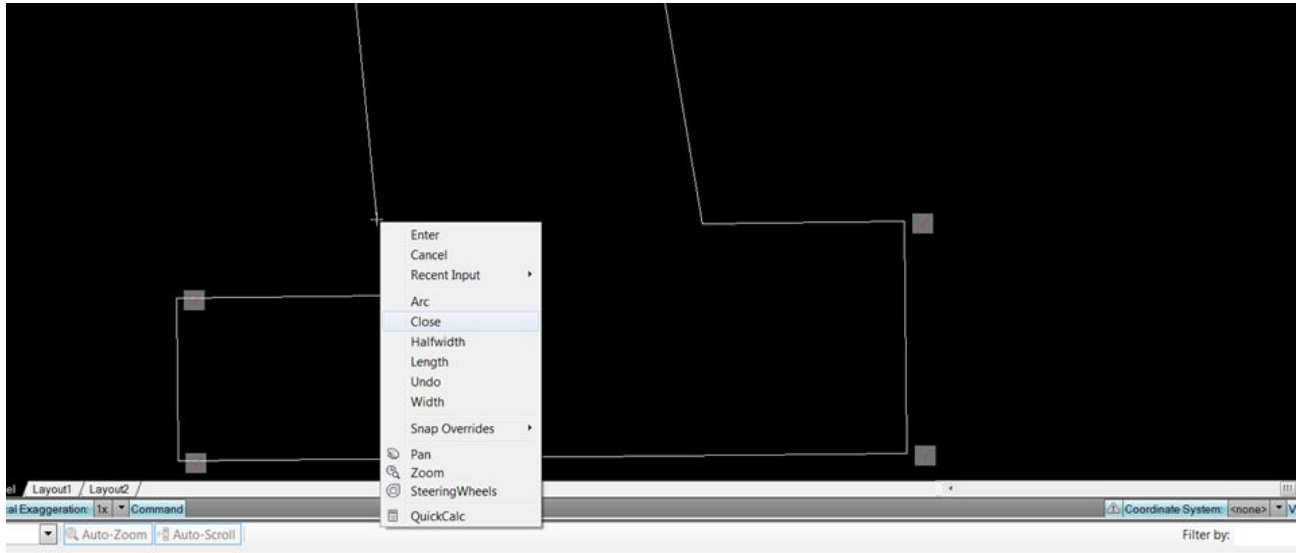 Enter
Cancel
Recent Input
Arc
Close
Halfwidth
Length
Undo
Width
Snap Overrides
Pan
Zoom
SteeringWheels
QuickCalc
Layout1 / Layout2 /
Exaggeration: 1x Command Coordinate System: <none>
Auto-Zoom Auto-Scroll Filter by: